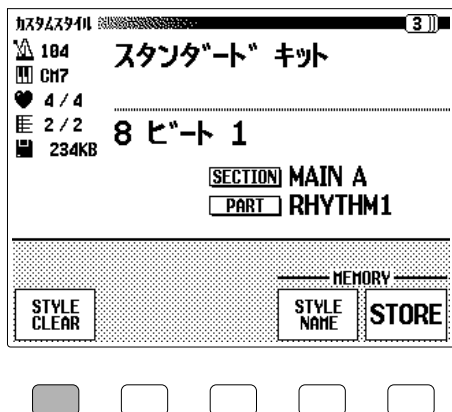 カスタムスタイル
3
104
CM7
4/4
2/2
234KB
スタンダード キット
8 ビート 1
SECTION MAIN A
PART RHYTHM1
MEMORY
STYLE CLEAR
STYLE NAME
STORE